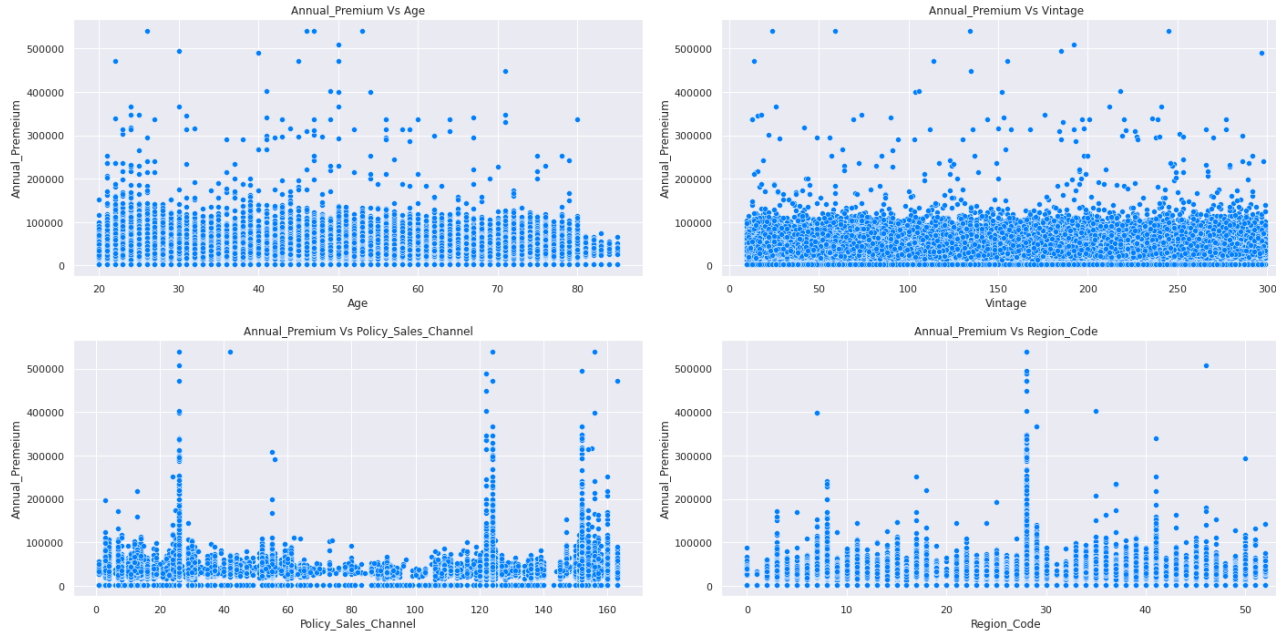 Annual_Premium Vs Age
500000
400000
300000
200000
100000
0
Annual_Premeium
20 30 40 50 60 70 80
Age
Annual_Premium Vs Vintage
500000
400000
300000
200000
100000
0
Annual_Premeium
0 50 100 150 200 250 300
Vintage
Annual_Premium Vs Policy_Sales_Channel
500000
400000
300000
200000
100000
0
Annual_Premeium
0 20 40 60 80 100 120 140 160
Policy_Sales_Channel
Annual_Premium Vs Region_Code
500000
400000
300000
200000
100000
0
Annual_Premeium
0 10 20 30 40 50
Region_Code